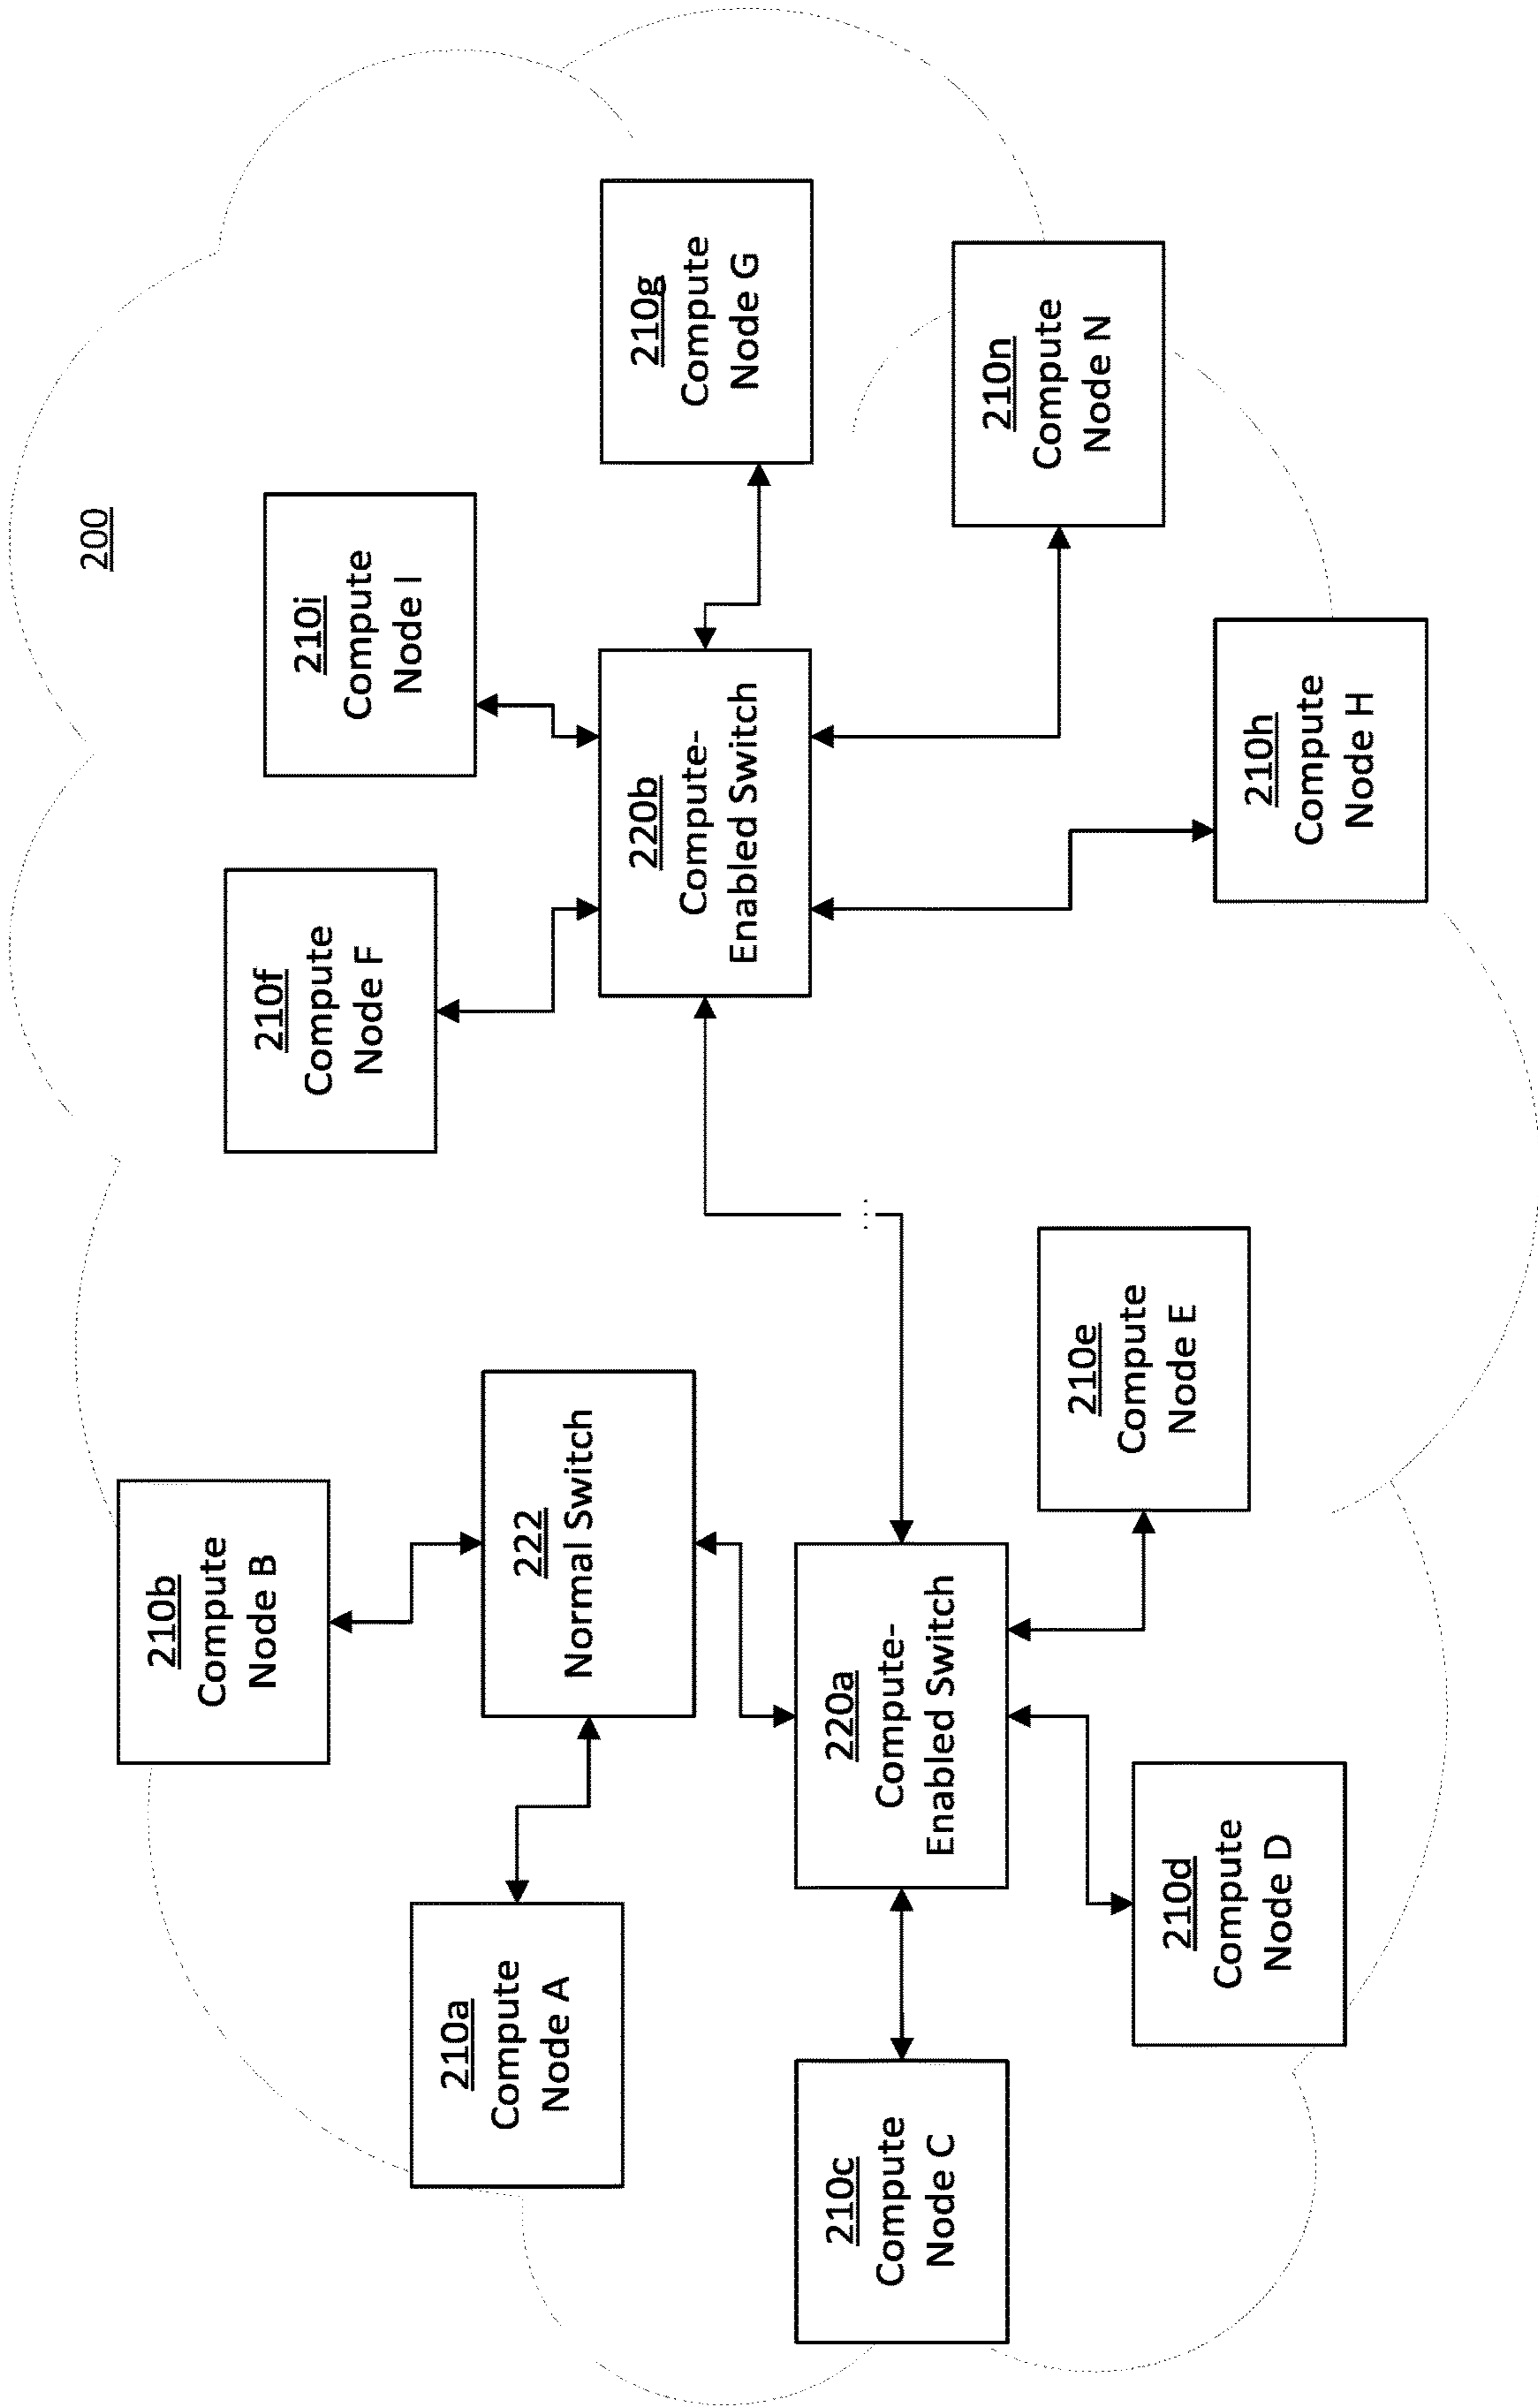 200
210b
Compute
Node B
210f
Compute
Node F
210i
Compute
Node I
210a
Compute
Node A
222
Normal Switch
220b
Compute-
Enabled Switch
210g
Compute
Node G
210c
Compute
Node C
220a
Compute-
Enabled Switch
...
210n
Compute
Node N
210d
Compute
Node D
210e
Compute
Node E
210h
Compute
Node H